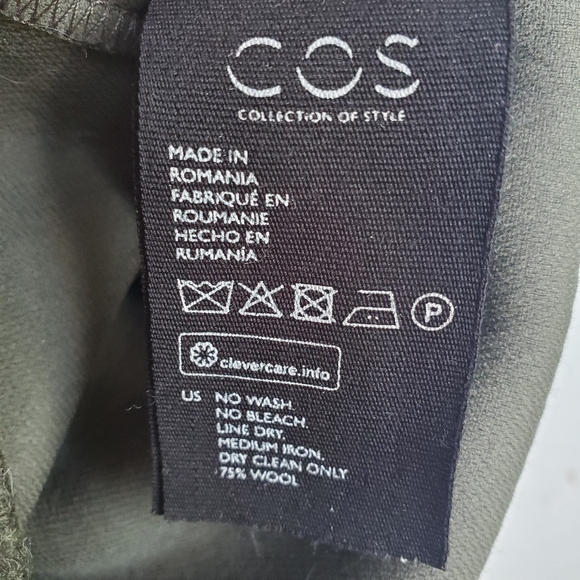 COS
COLLECTION OF STYLE
MADE IN
ROMANIA
FABRIQUÉ EN
ROUMANIE
HECHO EN
RUMANÍA
P
clevercare.info
US NO WASH.
NO BLEACH.
LINE DRY.
MEDIUM IRON.
DRY CLEAN ONLY
75% WOOL